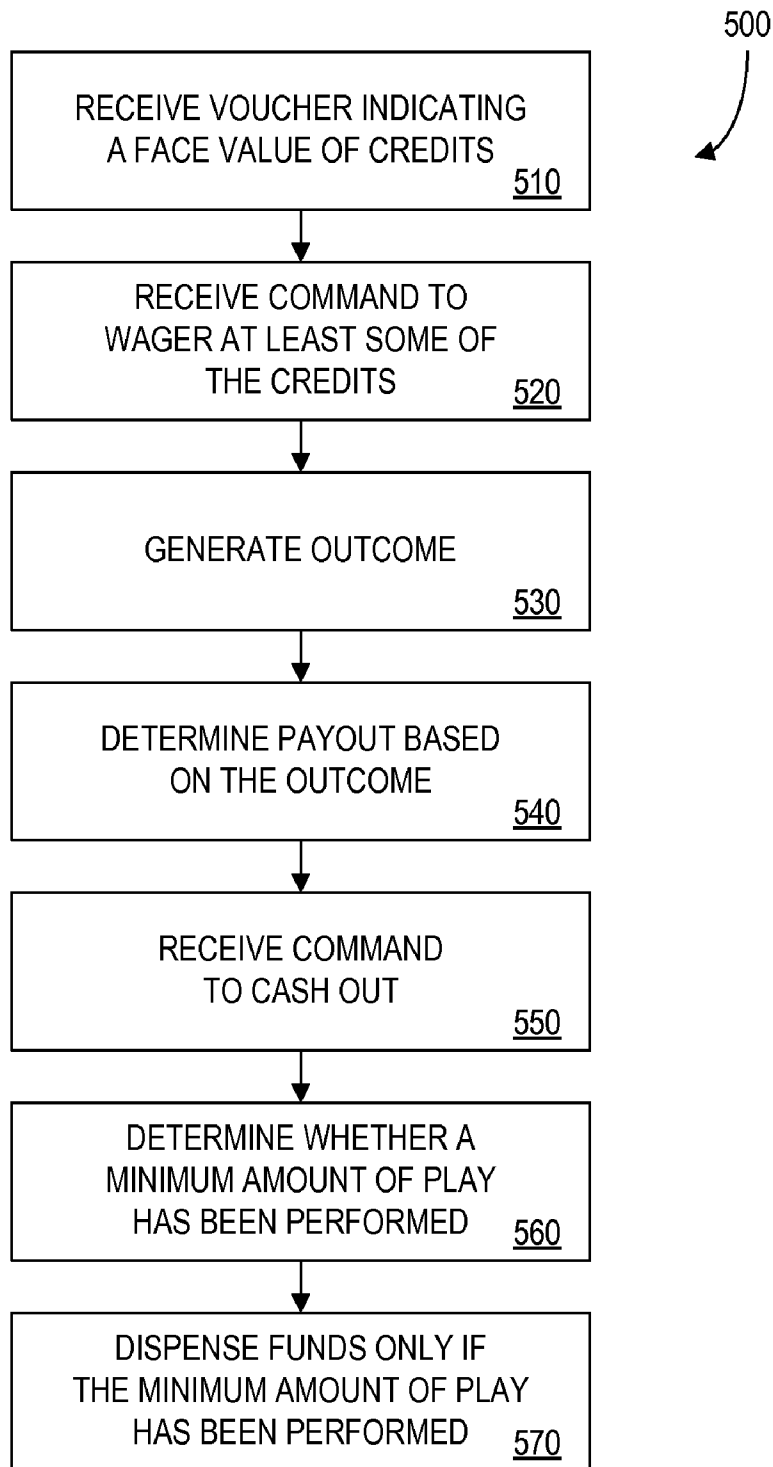 500
RECEIVE VOUCHER INDICATING
A FACE VALUE OF CREDITS
510
RECEIVE COMMAND TO
WAGER AT LEAST SOME OF
THE CREDITS
520
GENERATE OUTCOME
530
DETERMINE PAYOUT BASED
ON THE OUTCOME
540
RECEIVE COMMAND
TO CASH OUT
550
DETERMINE WHETHER A
MINIMUM AMOUNT OF PLAY
HAS BEEN PERFORMED
560
DISPENSE FUNDS ONLY IF
THE MINIMUM AMOUNT OF PLAY
HAS BEEN PERFORMED
570